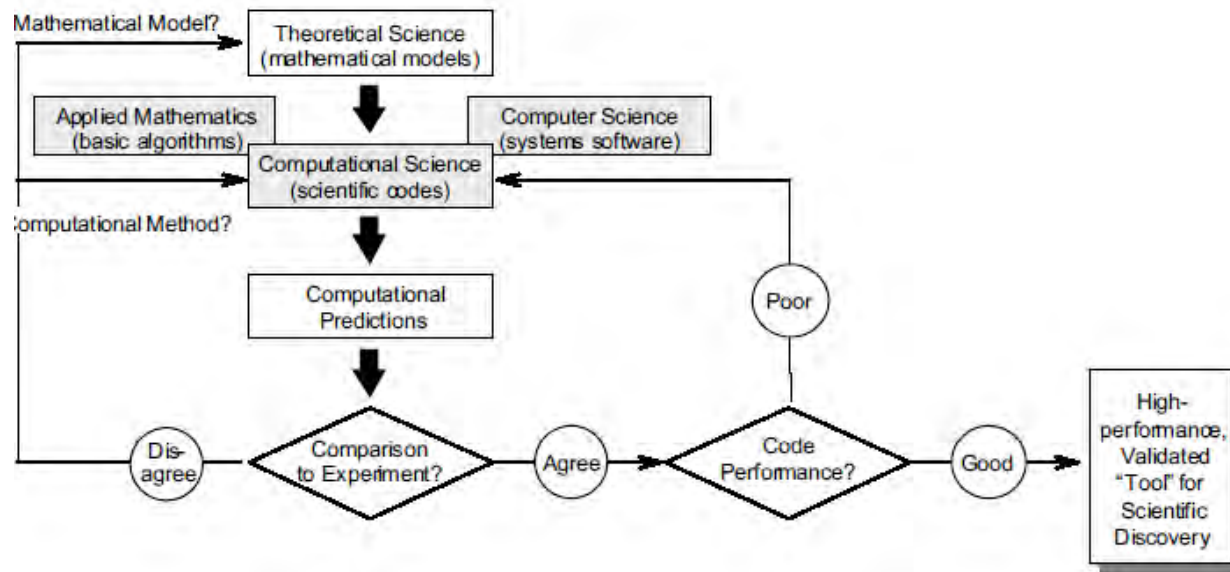 Mathematical Model?
Theoretical Science
(mathematical models)
Applied Mathematics
(basic algorithms)
Computer Science
(systems software)
Computational Science
(scientific codes)
omputational Method?
Computational
Predictions
Poor
Dis-
agree
Comparison
to Experiment?
Agree
Code
Performance?
Good
High-
performance,
Validated
“Tool” for
Scientific
Discovery